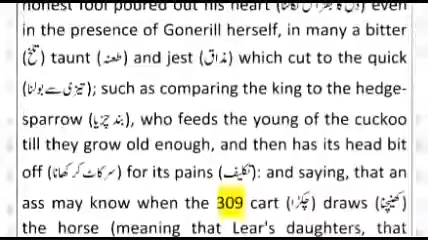 honest fool poured out his heart (دل کا بھڑاس نکالنا) even
in the presence of Gonerill herself, in many a bitter
(تلخ) taunt (طعنہ) and jest (مذاق) which cut to the quick
(تیزی سے بولنا); such as comparing the king to the hedge-
sparrow (بند چڑیا), who feeds the young of the cuckoo
till they grow old enough, and then has its head bit
off (سر کاٹ کر کھانا) for its pains (تکلیف): and saying, that an
ass may know when the 309 cart (چھکڑا) draws (کھینچنا)
the horse (meaning that Lear's daughters, that